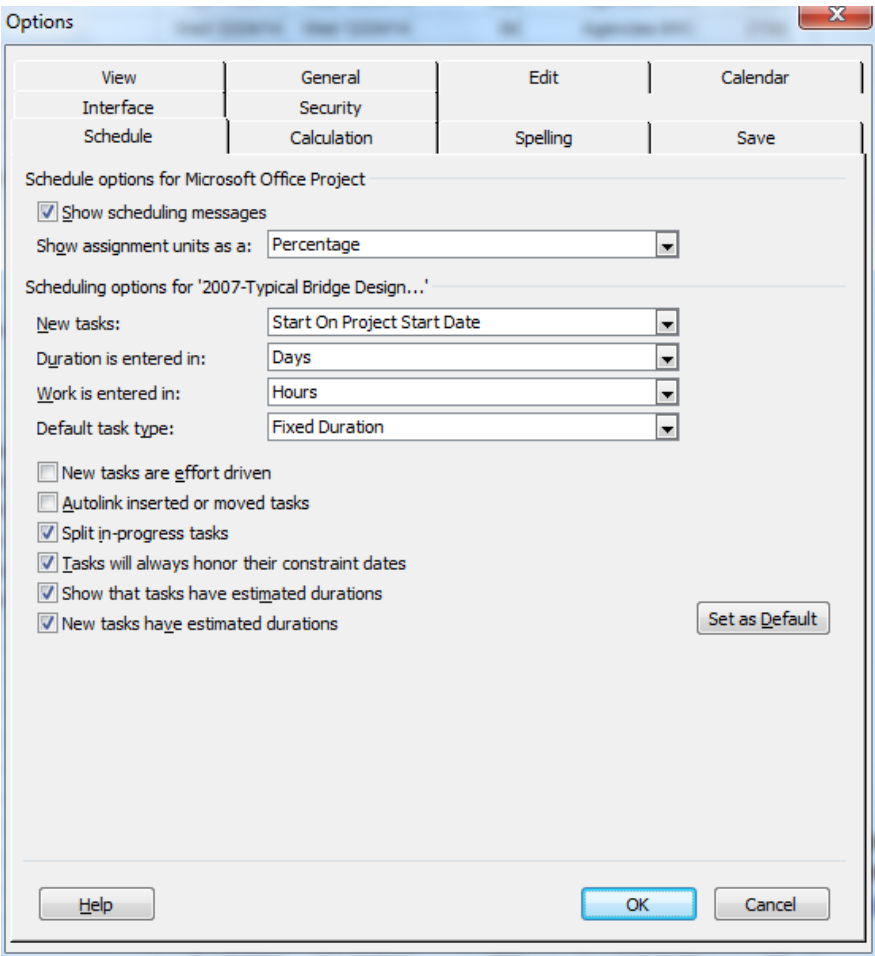 Options
View General Edit Calendar
Interface Security
Schedule Calculation Spelling Save
Schedule options for Microsoft Office Project
Show scheduling messages
Show assignment units as a: Percentage
Scheduling options for '2007-Typical Bridge Design...'
New tasks: Start On Project Start Date
Duration is entered in: Days
Work is entered in: Hours
Default task type: Fixed Duration
New tasks are effort driven
Autolink inserted or moved tasks
Split in-progress tasks
Tasks will always honor their constraint dates
Show that tasks have estimated durations
New tasks have estimated durations
Set as Default
Help OK Cancel